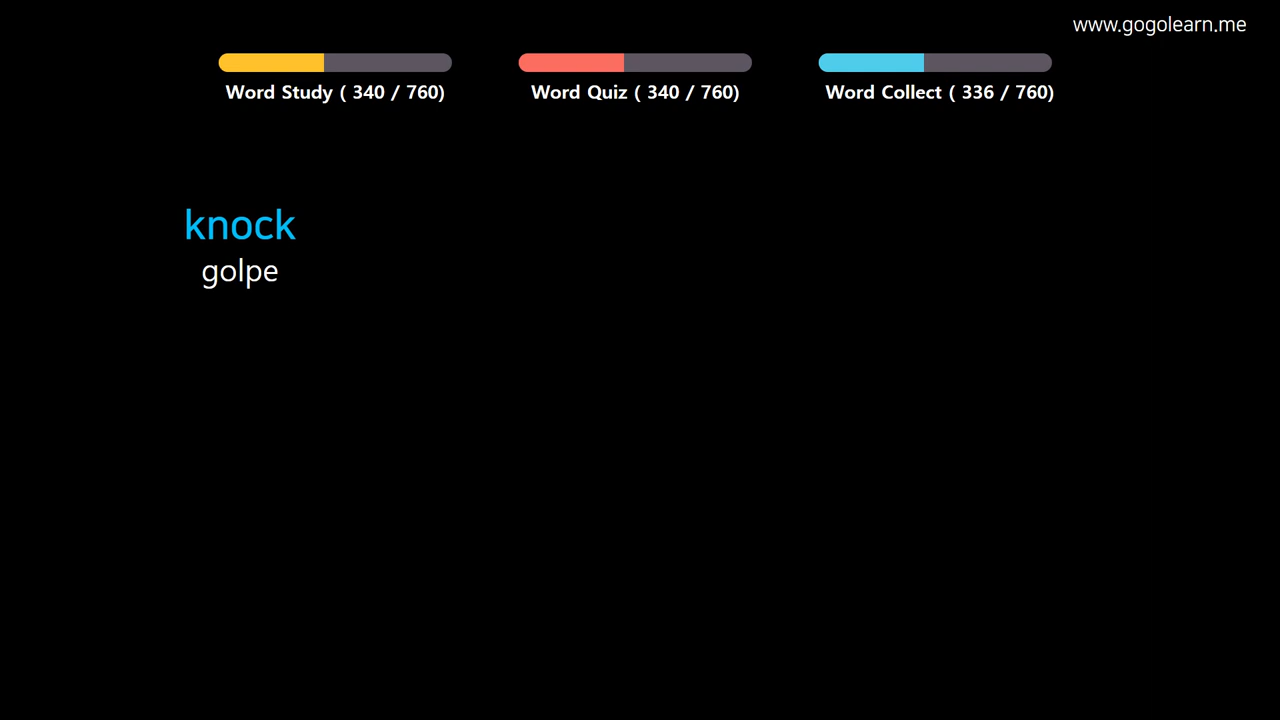 www.gogolearn.me
Word Study ( 340 / 760)
Word Quiz ( 340 / 760)
Word Collect ( 336 / 760)
knock
golpe